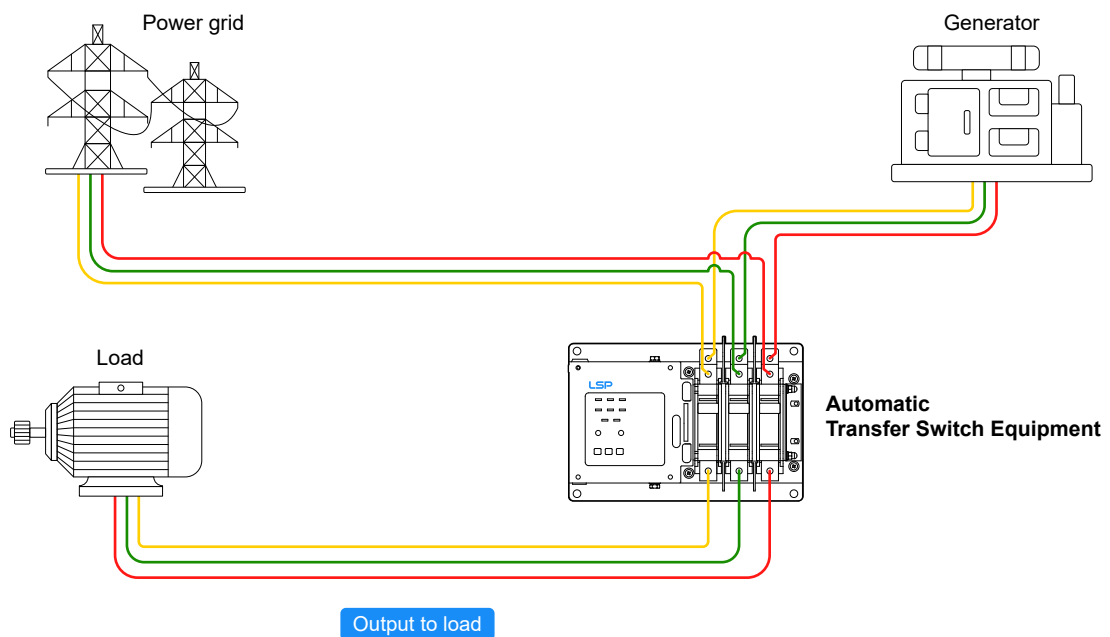 Power grid
Generator
Load
LSP
Automatic
Transfer Switch Equipment
Output to load